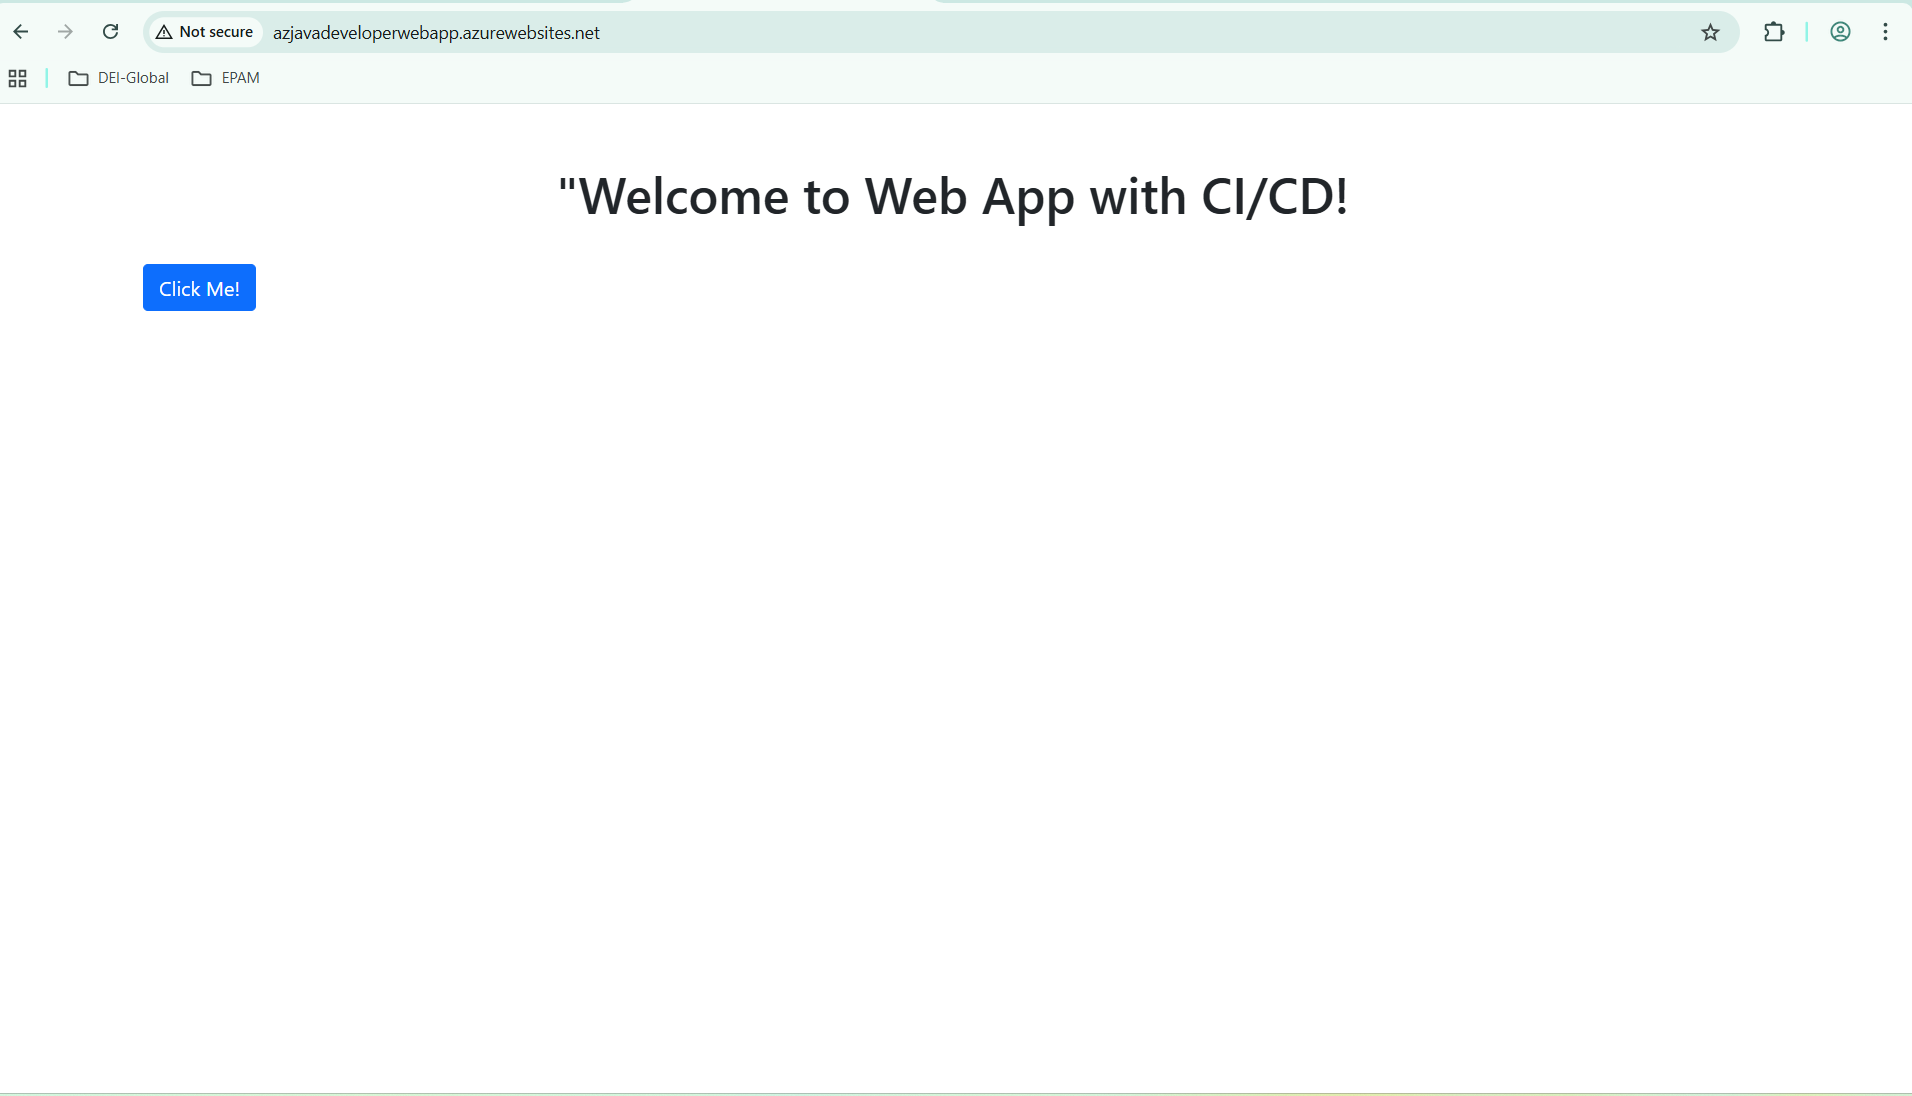 Not secure azjavadeveloperwebapp.azurewebsites.net
DEI-Global EPAM
"Welcome to Web App with CI/CD!
Click Me!